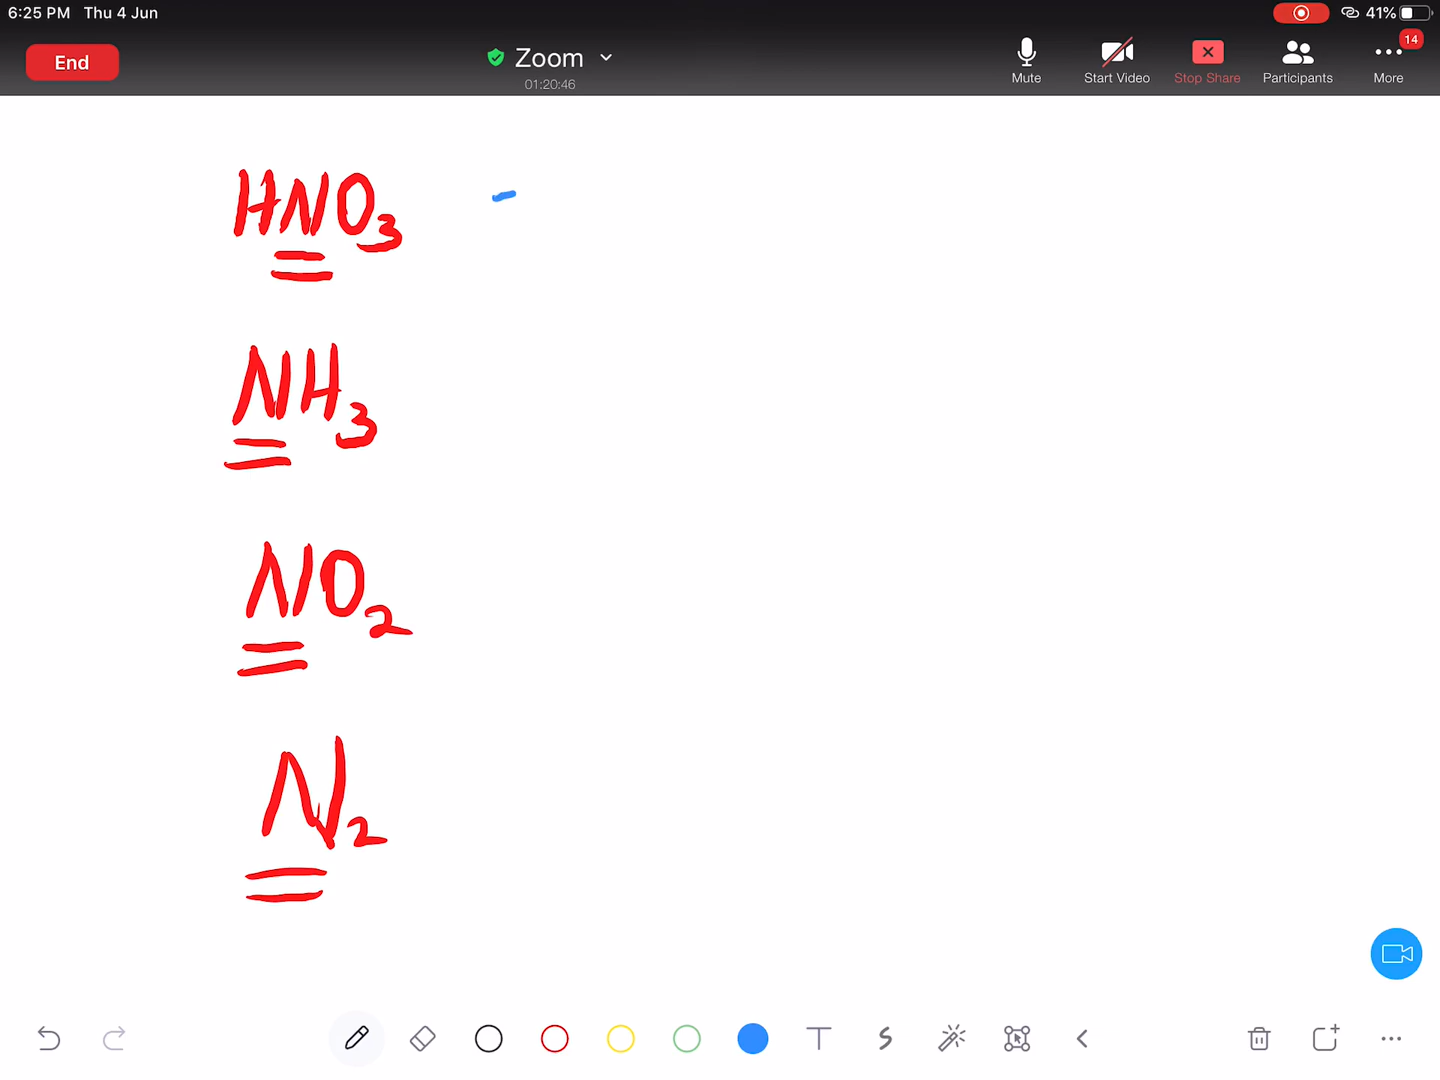 6:25 PM Thu 4 Jun
41%
End
Zoom
01:20:46
Mute
Start Video
Stop Share
Participants
More
14
HNO₃
NH₃
NO₂
N₂
T